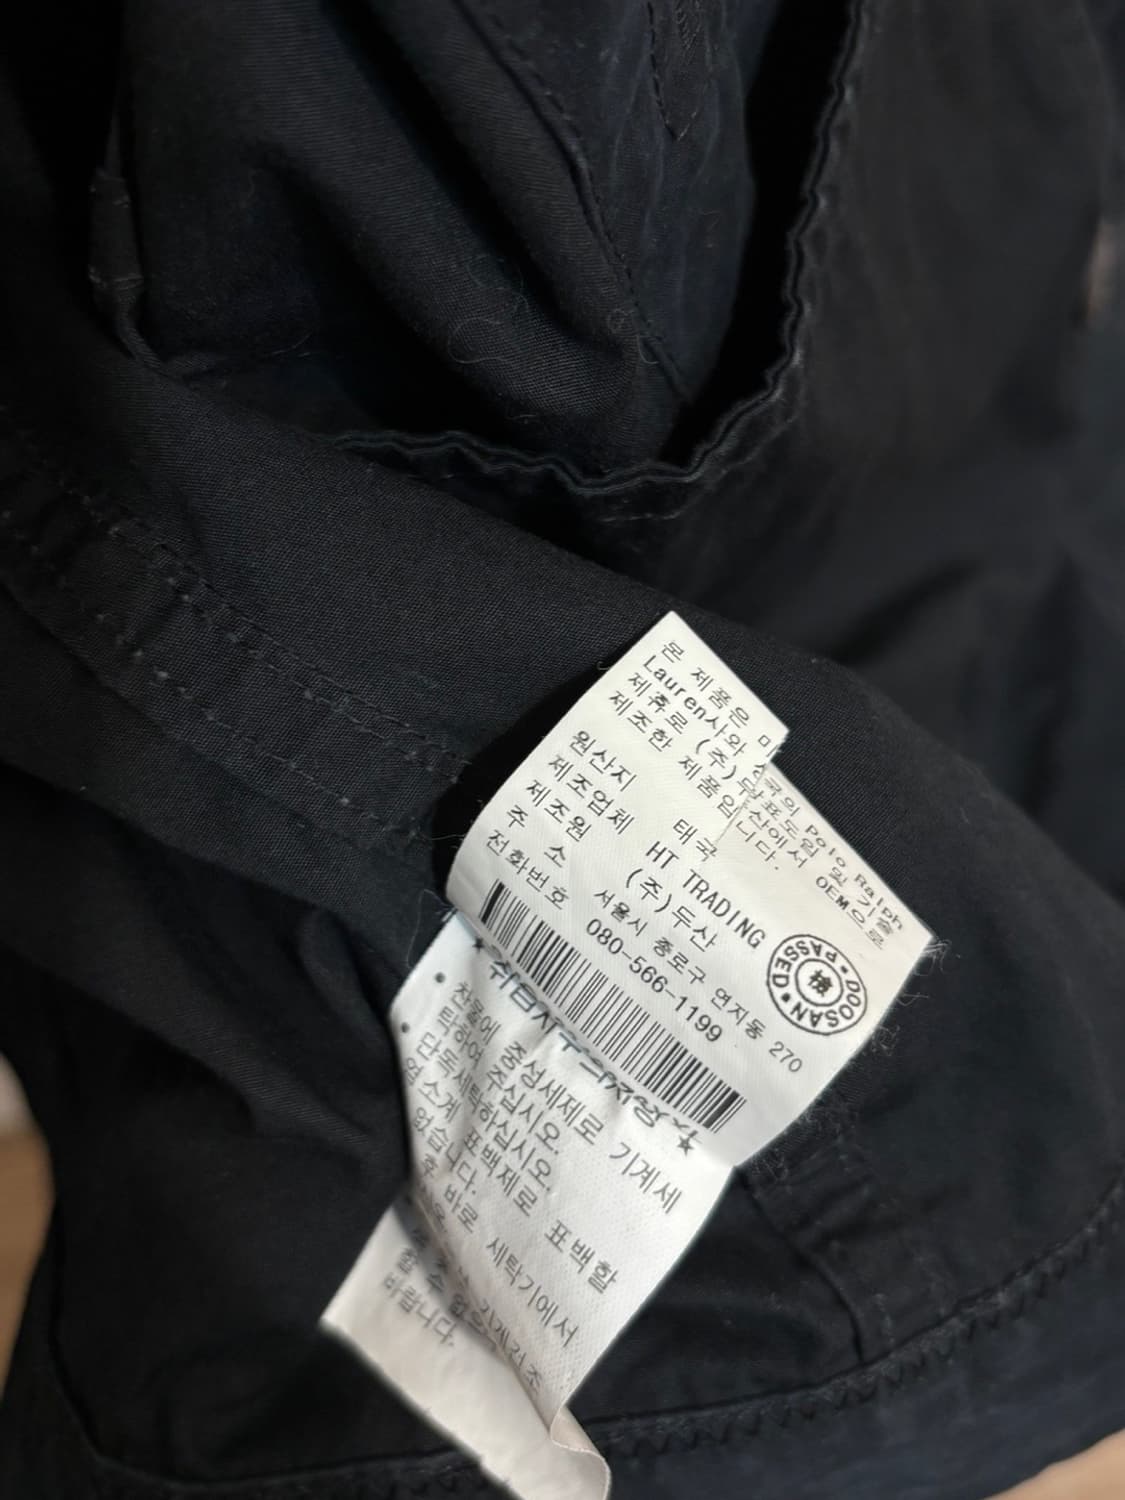 본 제품은 미국의 Polo Ralph
Lauren사와 상표도입 및 기술
제휴로 (주)두산에서 OEM으로
제조한 제품입니다.
원산지 태국
제조업체 HT TRADING
제조원 (주)두산
주 소 서울시 종로구 연지동 270
전화번호 080-566-1199
DOOSAN PASSED
檢
★ 취급시 주의사항 ★
• 찬물에 중성세제로 기계세
탁하여 주십시오.
• 단독세탁하십시오.
염소계 표백제로 표백할
없습니다.
바로 세탁기에서
바랍니다.